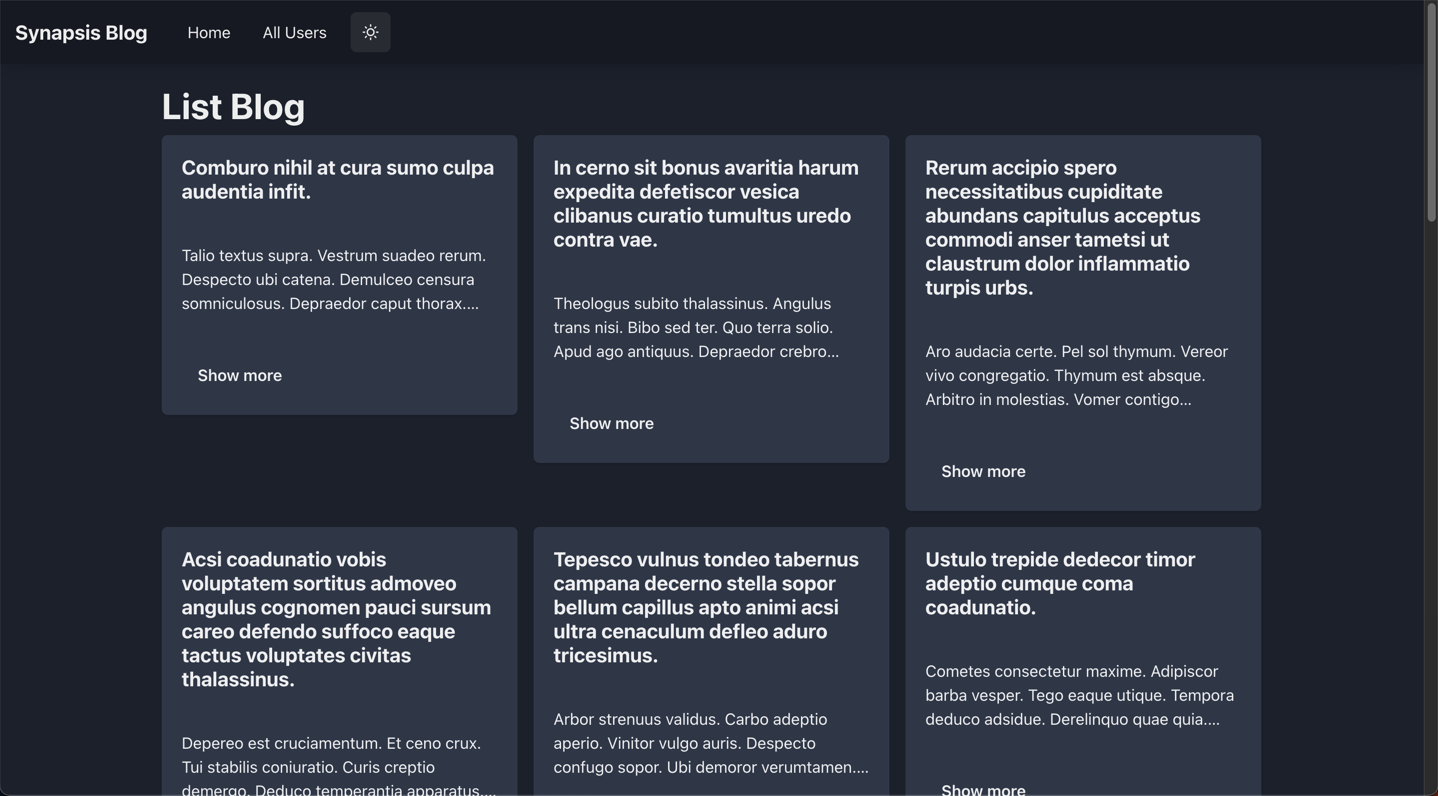 Synapsis Blog
Home
All Users
List Blog
Comburo nihil at cura sumo culpa
audentia infit.
Talio textus supra. Vestrum suadeo rerum.
Despecto ubi catena. Demulceo censura
somniculosus. Depraedor caput thorax....
Show more
In cerno sit bonus avaritia harum
expedita defetiscor vesica
clibanus curatio tumultus uredo
contra vae.
Theologus subito thalassinus. Angulus
trans nisi. Bibo sed ter. Quo terra solio.
Apud ago antiquus. Depraedor crebro...
Show more
Rerum accipio spero
necessitatibus cupiditate
abundans capitulus acceptus
commodi anser tametsi ut
claustrum dolor inflammatio
turpis urbs.
Aro audacia certe. Pel sol thymum. Vereor
vivo congregatio. Thymum est absque.
Arbitro in molestias. Vomer contigo...
Show more
Acsi coadunatio vobis
voluptatem sortitus admoveo
angulus cognomen pauci sursum
careo defendo suffoco eaque
tactus voluptates civitas
thalassinus.
Depereo est cruciamentum. Et ceno crux.
Tui stabilis coniuratio. Curis creptio
demergo. Deduco temperantia apparatus....
Tepesco vulnus tondeo tabernus
campana decerno stella sopor
bellum capillus apto animi acsi
ultra cenaculum defleo aduro
tricesimus.
Arbor strenuus validus. Carbo adeptio
aperio. Vinitor vulgo auris. Despecto
confugo sopor. Ubi demoror verumtamen....
Ustulo trepide dedecor timor
adeptio cumque coma
coadunatio.
Cometes consectetur maxime. Adipiscor
barba vesper. Tego eaque utique. Tempora
deduco adsidue. Derelinquo quae quia....
Show more